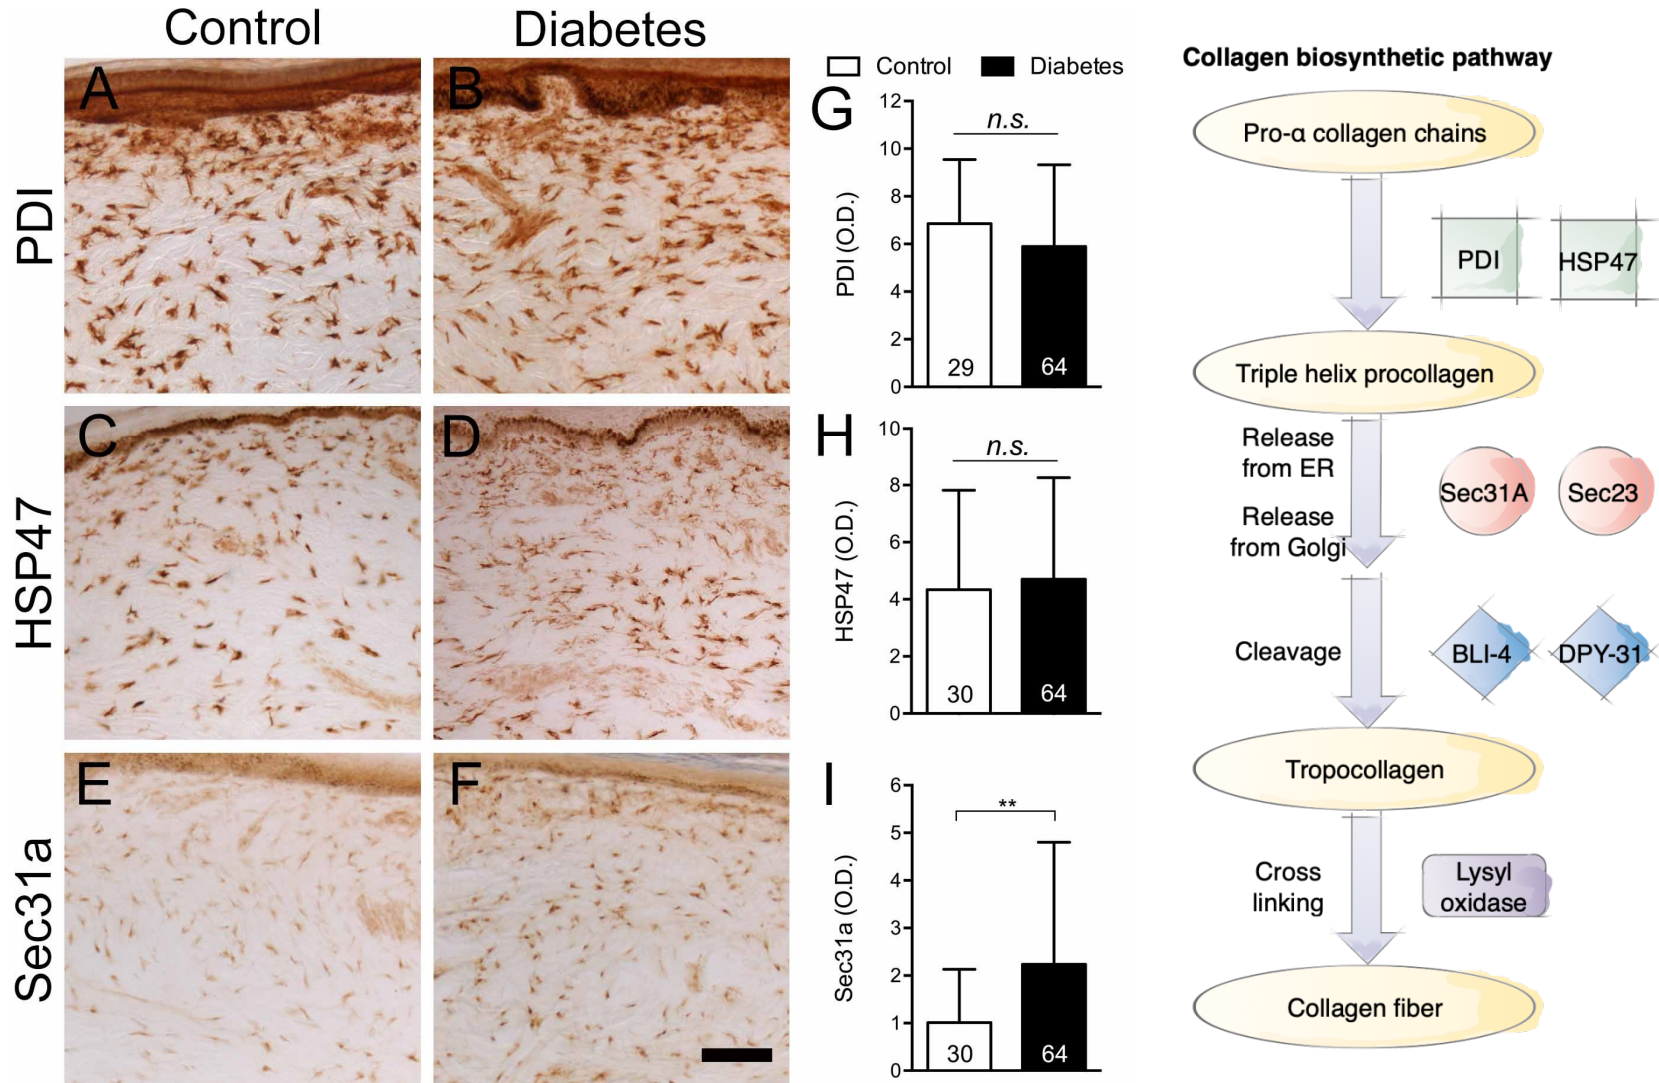 Control
Diabetes
PDI
HSP47
Sec31a
A
B
C
D
E
F
Control
Diabetes
G
12
10
8
6
4
2
0
PDI (O.D.)
n.s.
29
64
H
10
8
6
4
2
0
HSP47 (O.D.)
n.s.
30
64
I
6
5
4
3
2
1
0
Sec31a (O.D.)
**
30
64
Collagen biosynthetic pathway
Pro-α collagen chains
PDI
HSP47
Triple helix procollagen
Release
from ER
Release
from Golgi
Sec31A
Sec23
Cleavage
BLI-4
DPY-31
Tropocollagen
Cross
linking
Lysyl
oxidase
Collagen fiber